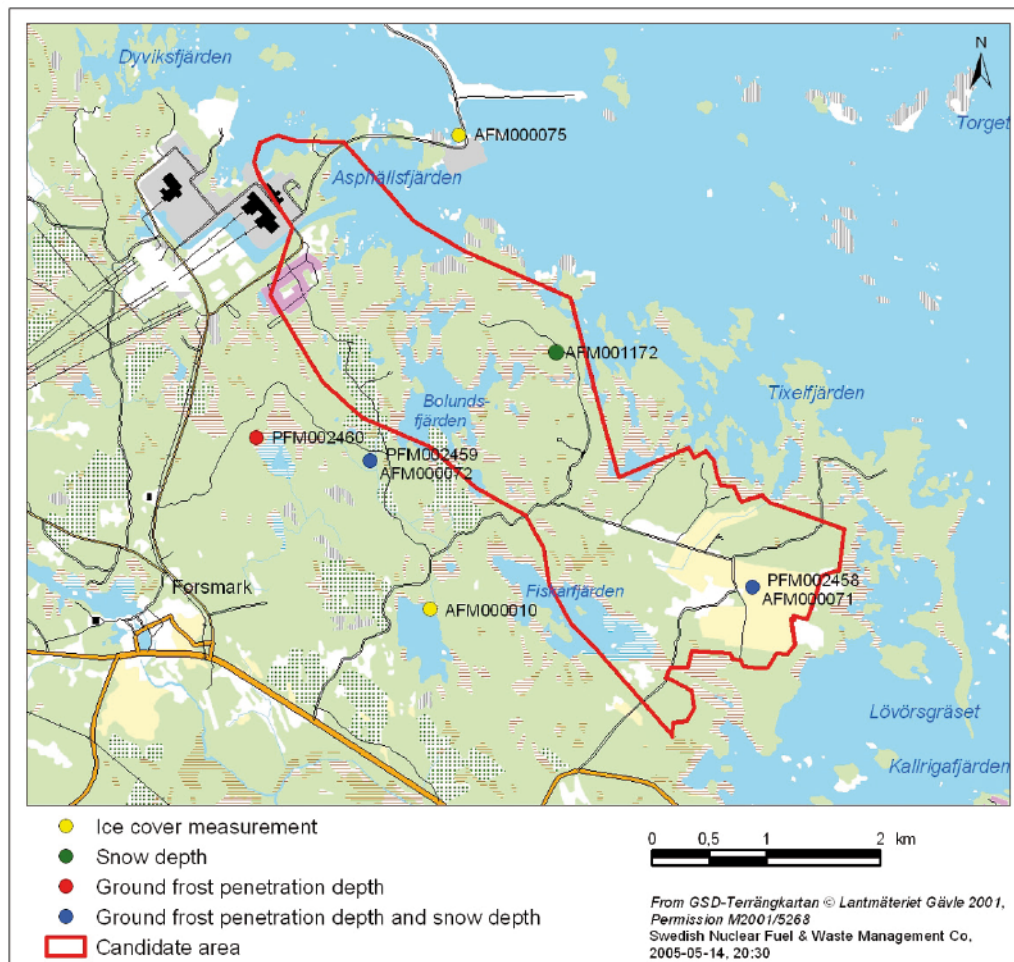 Dyviksfjärden
N
Torget
AFM000075
Asphällsfjärden
AFM001172
Tixelfjärden
Bolunds-
fjärden
PFM002460
PFM002459
AFM000072
Forsmark
Fiskarfjärden
PFM002458
AFM000071
AFM000010
Lövörsgräset
Kallrigafjärden
Ice cover measurement
Snow depth
Ground frost penetration depth
Ground frost penetration depth and snow depth
Candidate area
0 0,5 1 2 km
From GSD-Terrängkartan © Lantmäteriet Gävle 2001,
Permission M2001/5268
Swedish Nuclear Fuel & Waste Management Co,
2005-05-14, 20:30